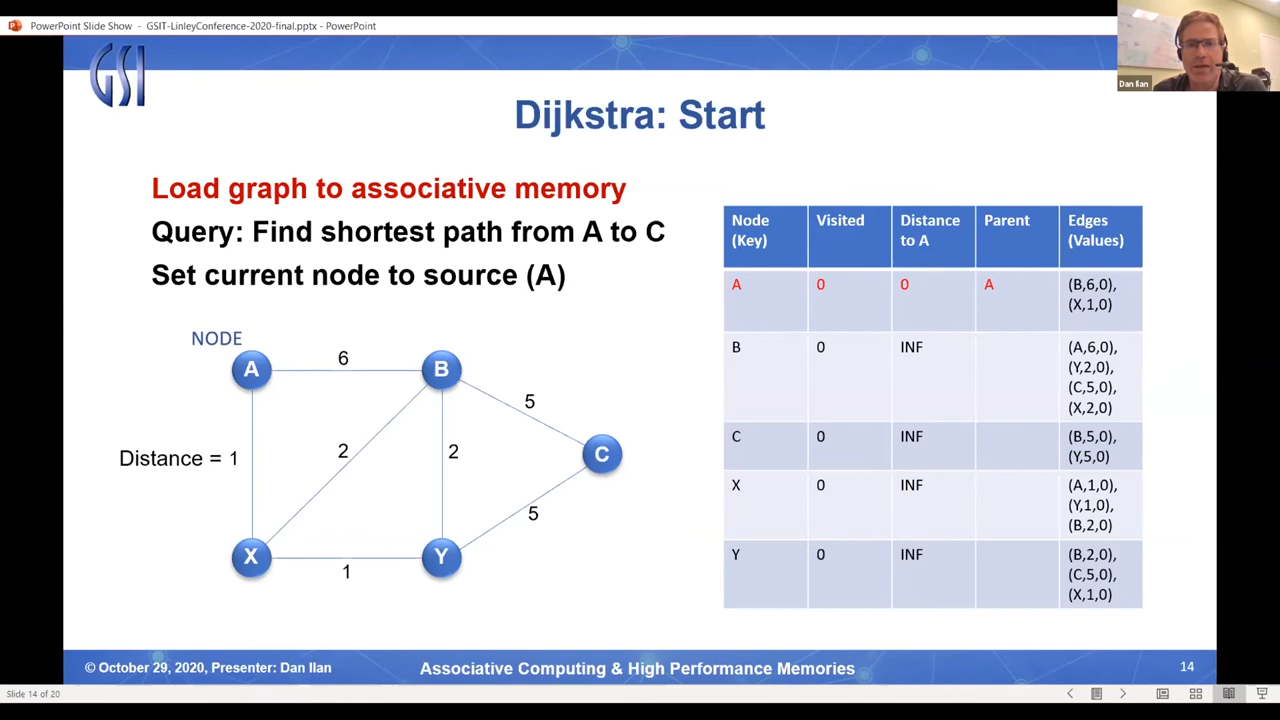 PowerPoint Slide Show - GSIT-LinleyConference-2020-final.pptx - PowerPoint
GSI
Dan Ilan
Dijkstra: Start
Load graph to associative memory
Query: Find shortest path from A to C
Set current node to source (A)
NODE
A
6
B
5
Distance = 1
2
2
C
5
X
1
Y
Node (Key) Visited Distance to A Parent Edges (Values)
A 0 0 A (B,6,0),
(X,1,0)
B 0 INF (A,6,0),
(Y,2,0),
(C,5,0),
(X,2,0)
C 0 INF (B,5,0),
(Y,5,0)
X 0 INF (A,1,0),
(Y,1,0),
(B,2,0)
Y 0 INF (B,2,0),
(C,5,0),
(X,1,0)
© October 29, 2020, Presenter: Dan Ilan
Associative Computing & High Performance Memories
14
Slide 14 of 20